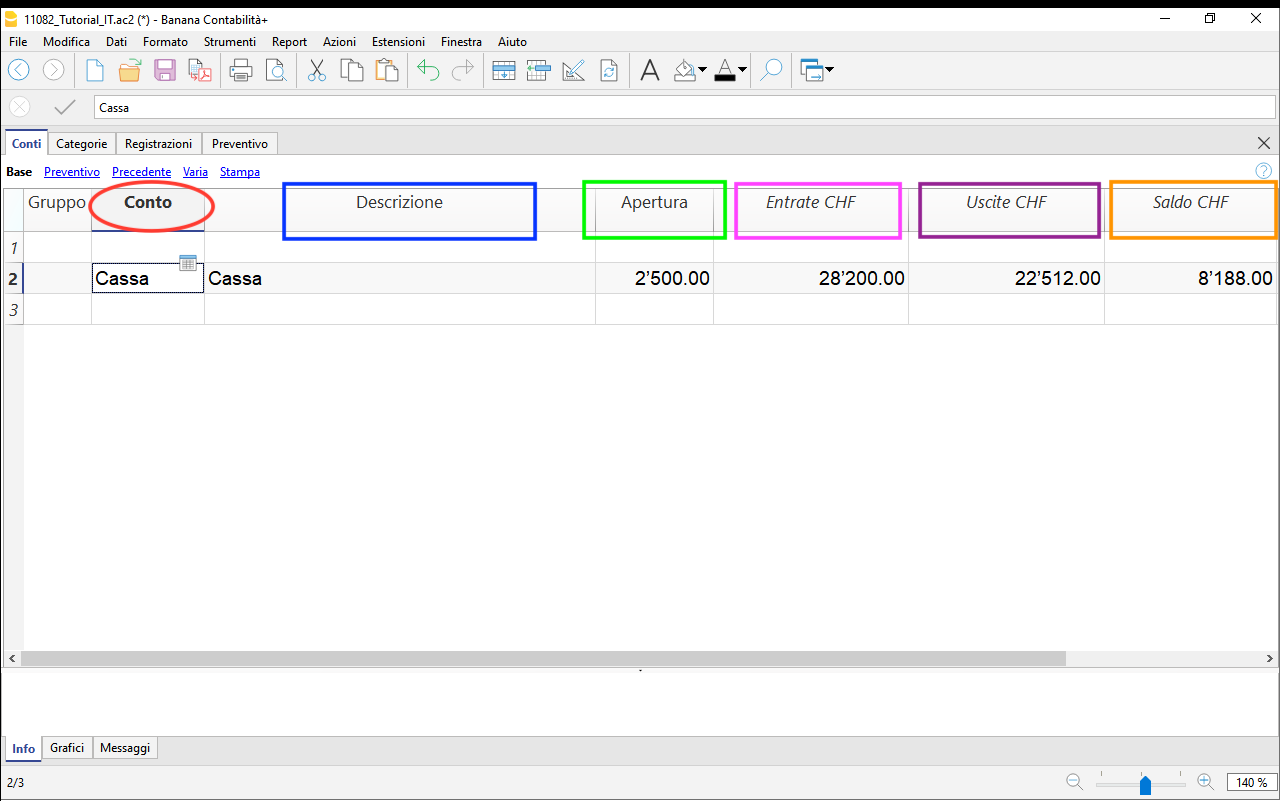 11082_Tutorial_IT.ac2 (*) - Banana Contabilità+
File Modifica Dati Formato Strumenti Report Azioni Estensioni Finestra Aiuto
Cassa
Conti Categorie Registrazioni Preventivo
Base Preventivo Precedente Varia Stampa
Gruppo Conto Descrizione Apertura Entrate CHF Uscite CHF Saldo CHF
1
2 Cassa Cassa 2’500.00 28’200.00 22’512.00 8’188.00
3
Info Grafici Messaggi
2/3 140 %